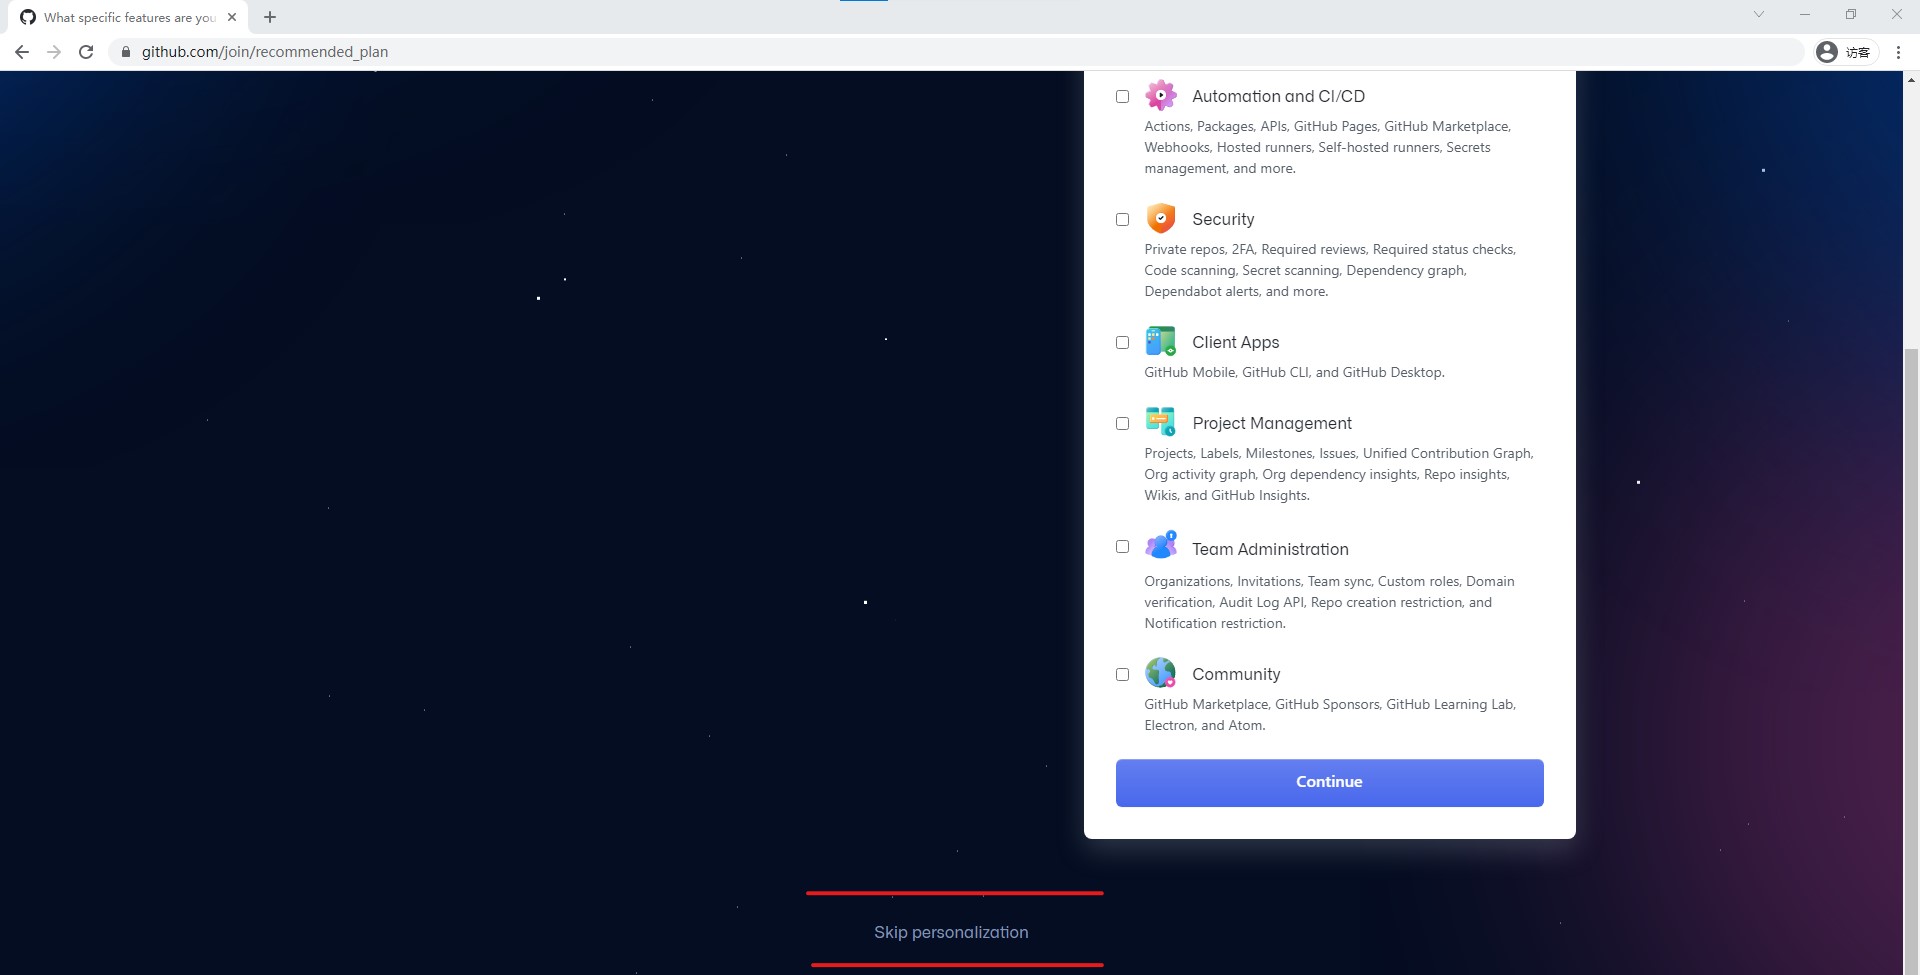 What specific features are you
github.com/join/recommended_plan
访客
Automation and CI/CD
Actions, Packages, APIs, GitHub Pages, GitHub Marketplace,
Webhooks, Hosted runners, Self-hosted runners, Secrets
management, and more.
Security
Private repos, 2FA, Required reviews, Required status checks,
Code scanning, Secret scanning, Dependency graph,
Dependabot alerts, and more.
Client Apps
GitHub Mobile, GitHub CLI, and GitHub Desktop.
Project Management
Projects, Labels, Milestones, Issues, Unified Contribution Graph,
Org activity graph, Org dependency insights, Repo insights,
Wikis, and GitHub Insights.
Team Administration
Organizations, Invitations, Team sync, Custom roles, Domain
verification, Audit Log API, Repo creation restriction, and
Notification restriction.
Community
GitHub Marketplace, GitHub Sponsors, GitHub Learning Lab,
Electron, and Atom.
Continue
Skip personalization